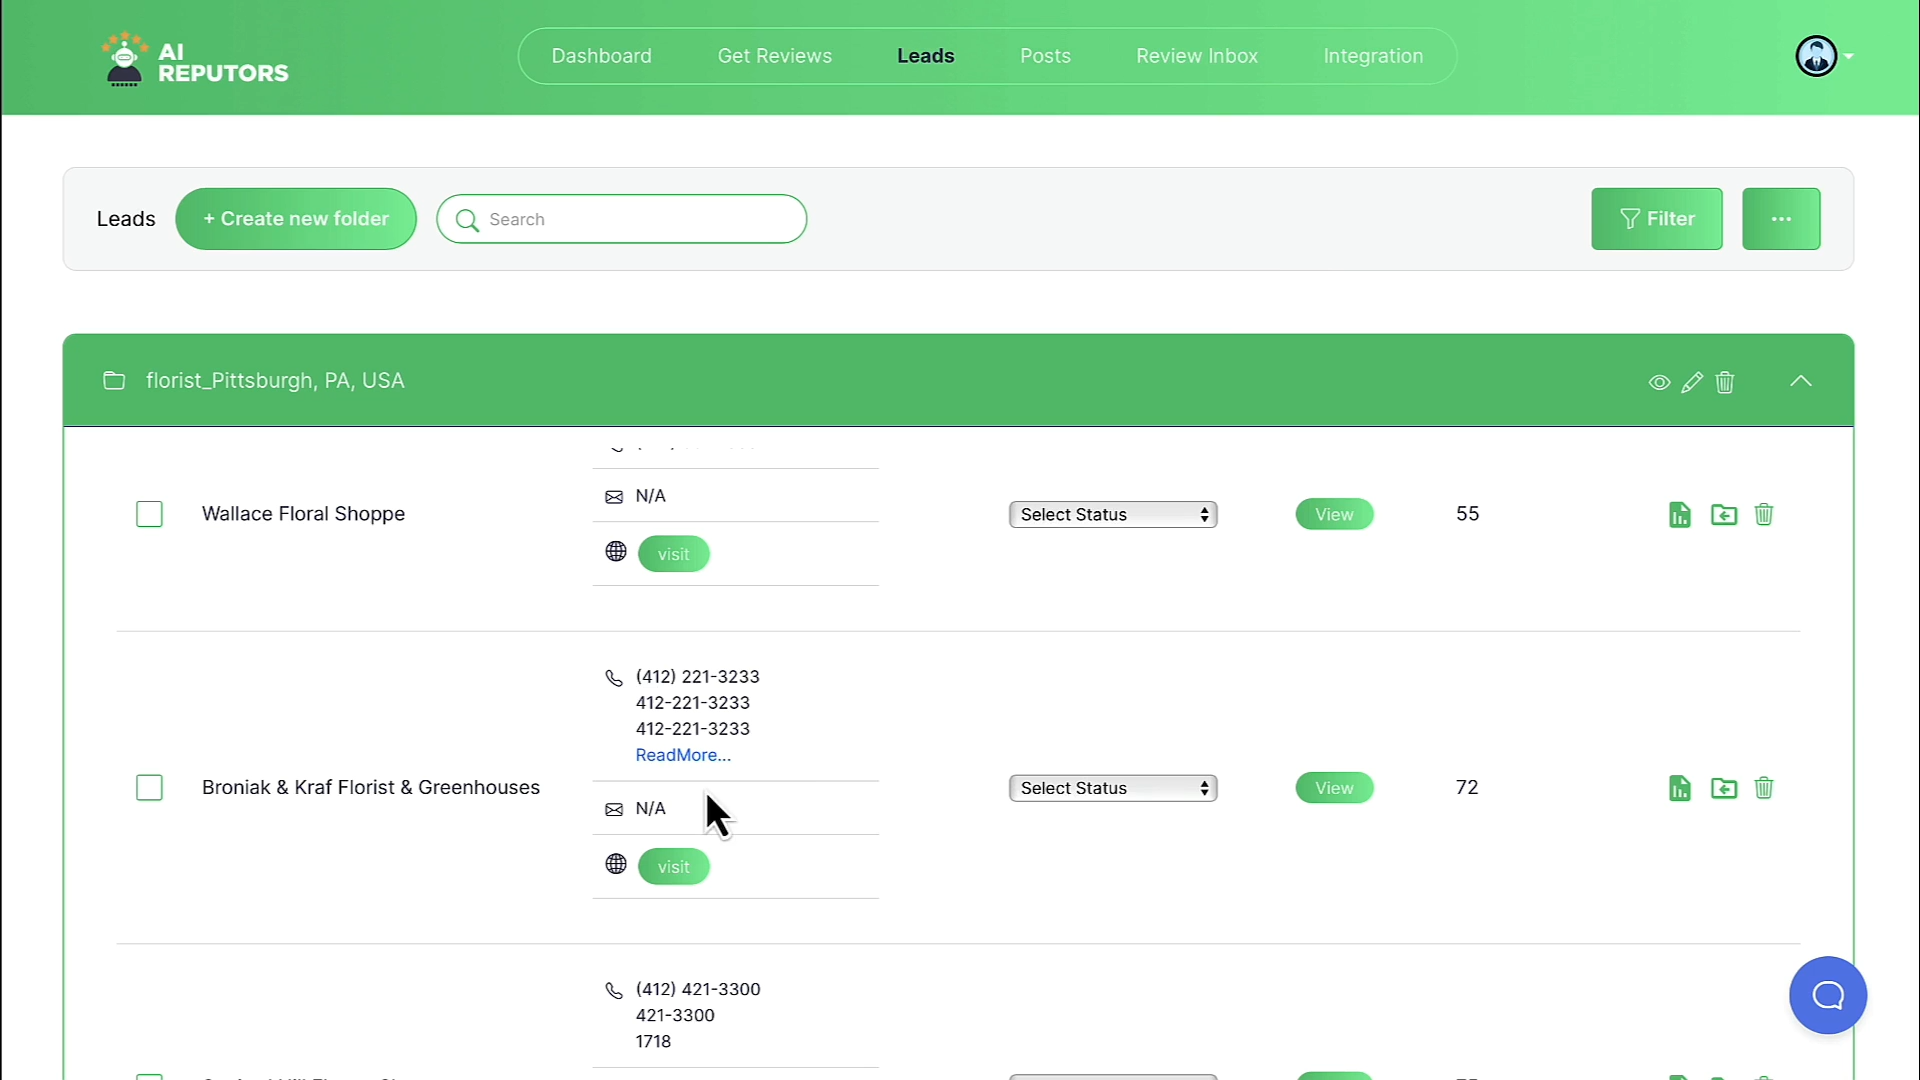 AI
REPUTORS
Dashboard
Get Reviews
Leads
Posts
Review Inbox
Integration
Leads
+ Create new folder
Search
Filter
...
florist_Pittsburgh, PA, USA
N/A
Wallace Floral Shoppe
Select Status
View
55
visit
(412) 221-3233
412-221-3233
412-221-3233
ReadMore...
Broniak & Kraf Florist & Greenhouses
Select Status
View
72
N/A
visit
(412) 421-3300
421-3300
1718